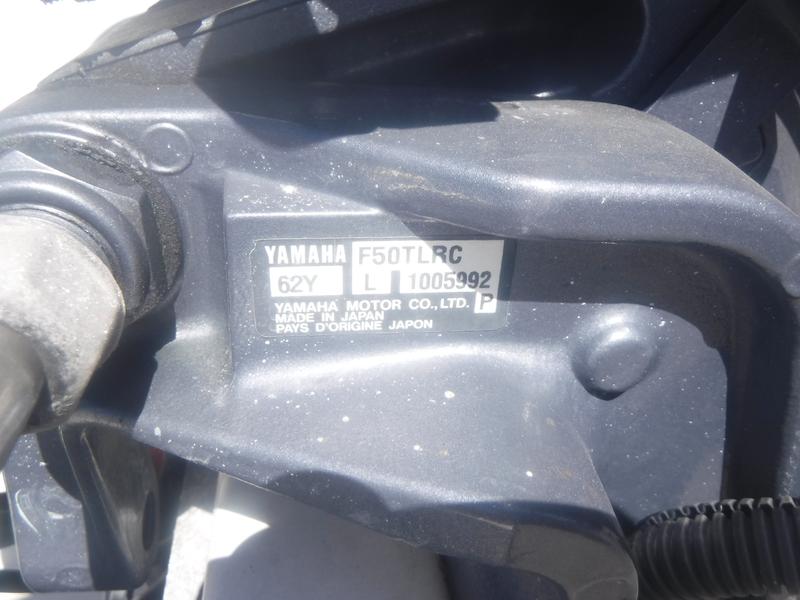 YAMAHA F50TLRC
62Y L 1005992
YAMAHA MOTOR CO., LTD. P
MADE IN JAPAN
PAYS D'ORIGINE JAPON